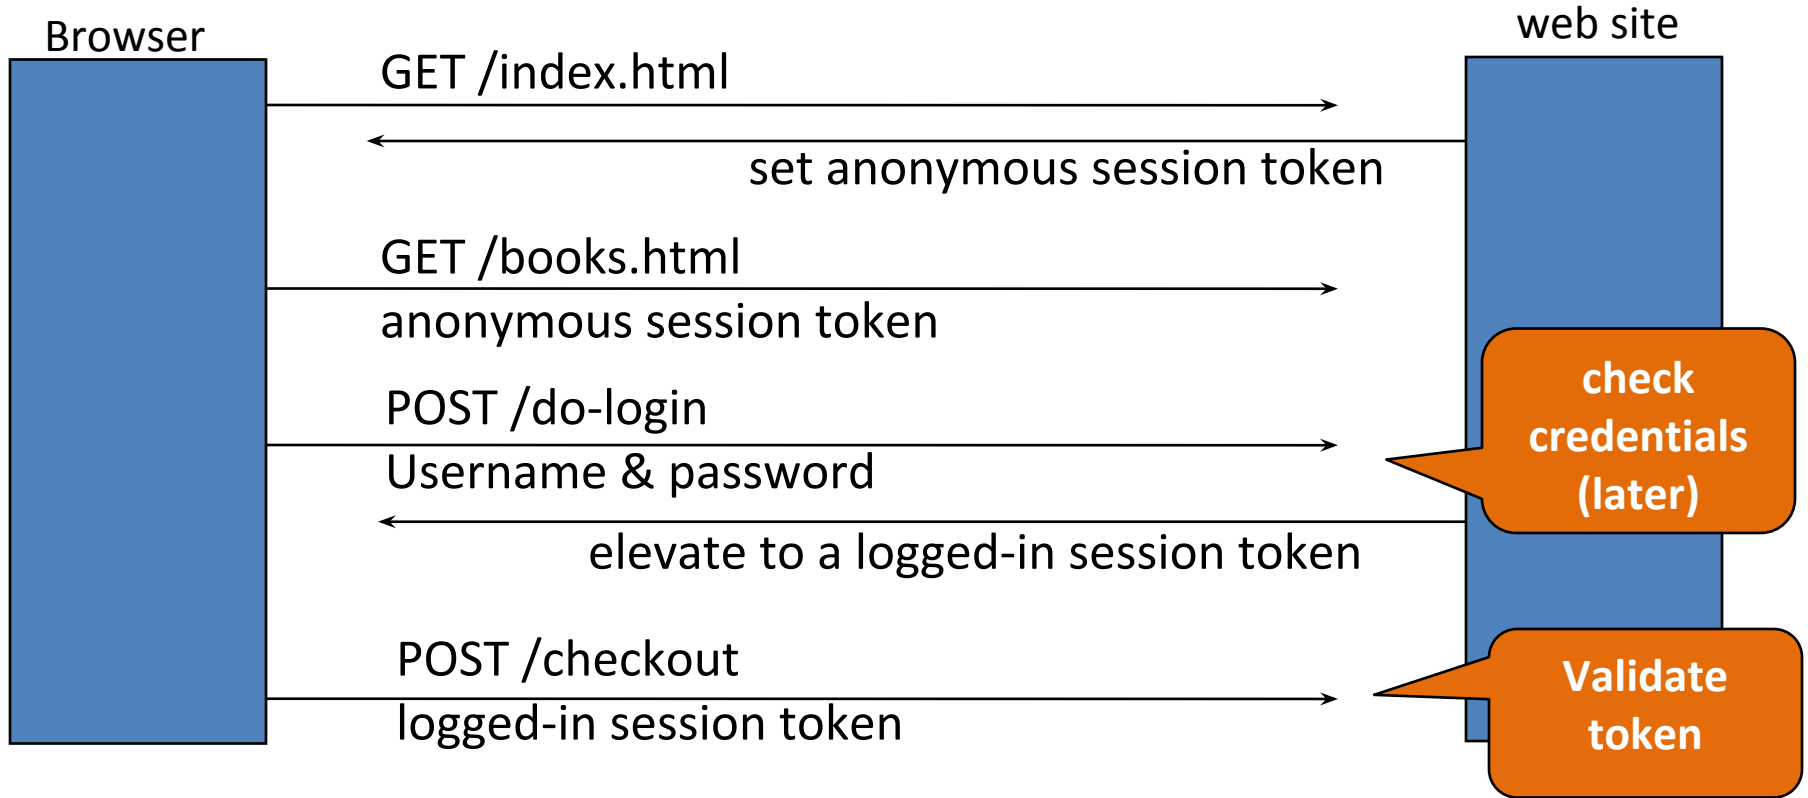 Browser
web site
GET /index.html
set anonymous session token
GET /books.html
anonymous session token
POST /do-login
Username & password
check
credentials
(later)
elevate to a logged-in session token
POST /checkout
logged-in session token
Validate
token